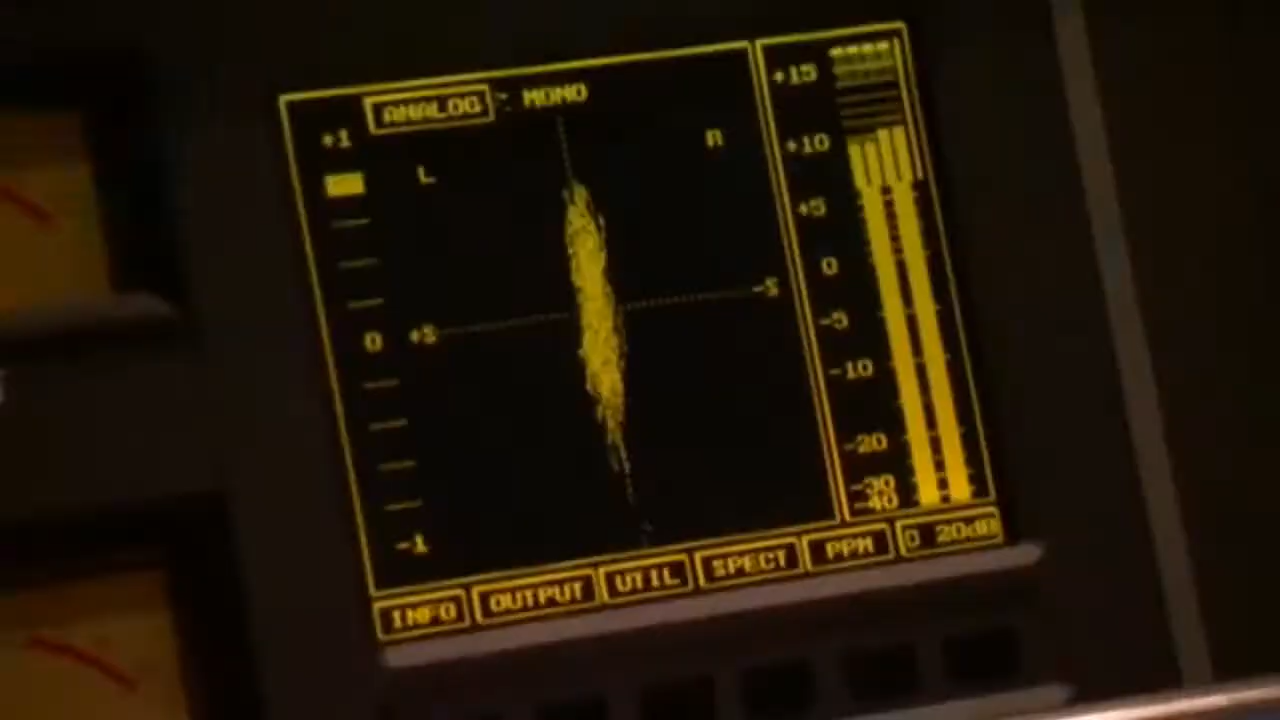 ANALOG : MONO
+1
L
R
0
+S
-S
-1
+15
+10
+5
0
-5
-10
-20
-30
-40
INFO
OUTPUT
UTIL
SPECT
PPM
20dB